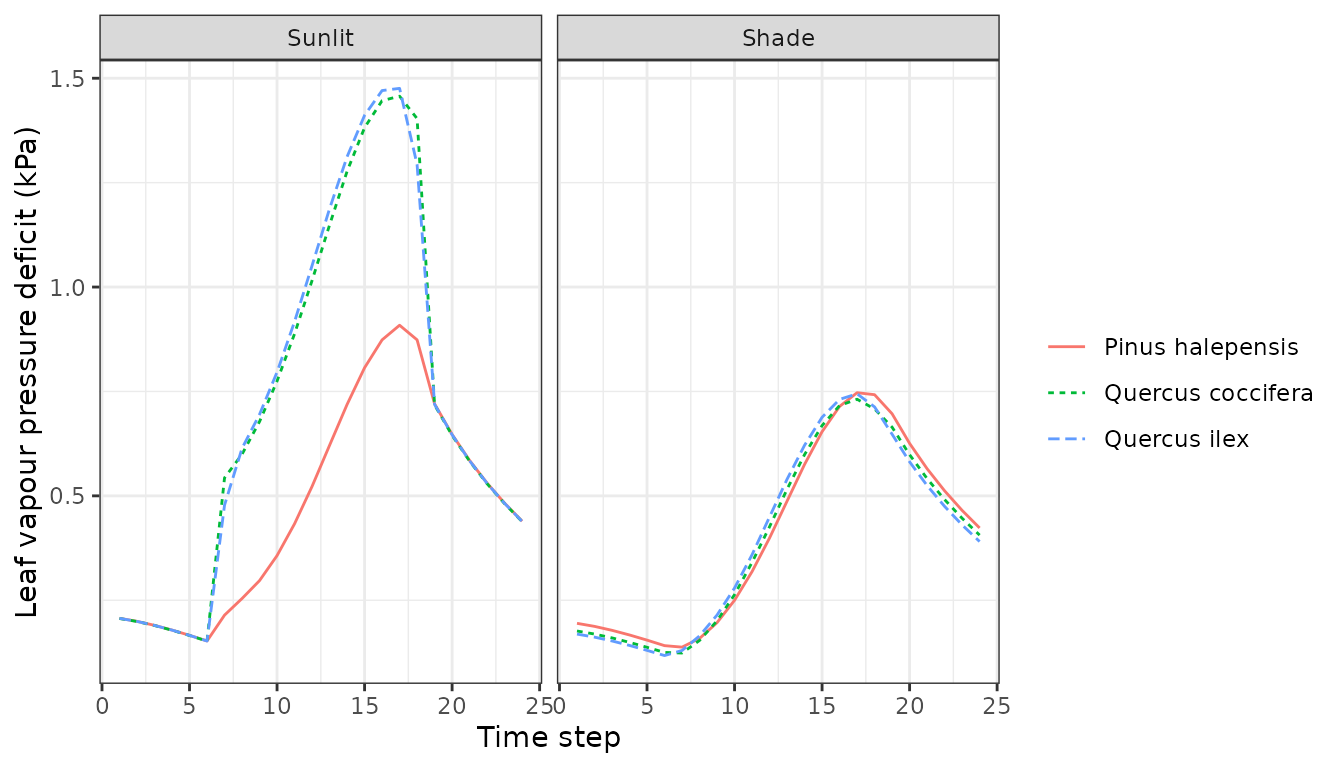 Sunlit
Shade
Leaf vapour pressure deficit (kPa)
1.5
1.0
0.5
0 5 10 15 20 25
0 5 10 15 20 25
Time step
Pinus halepensis
Quercus coccifera
Quercus ilex